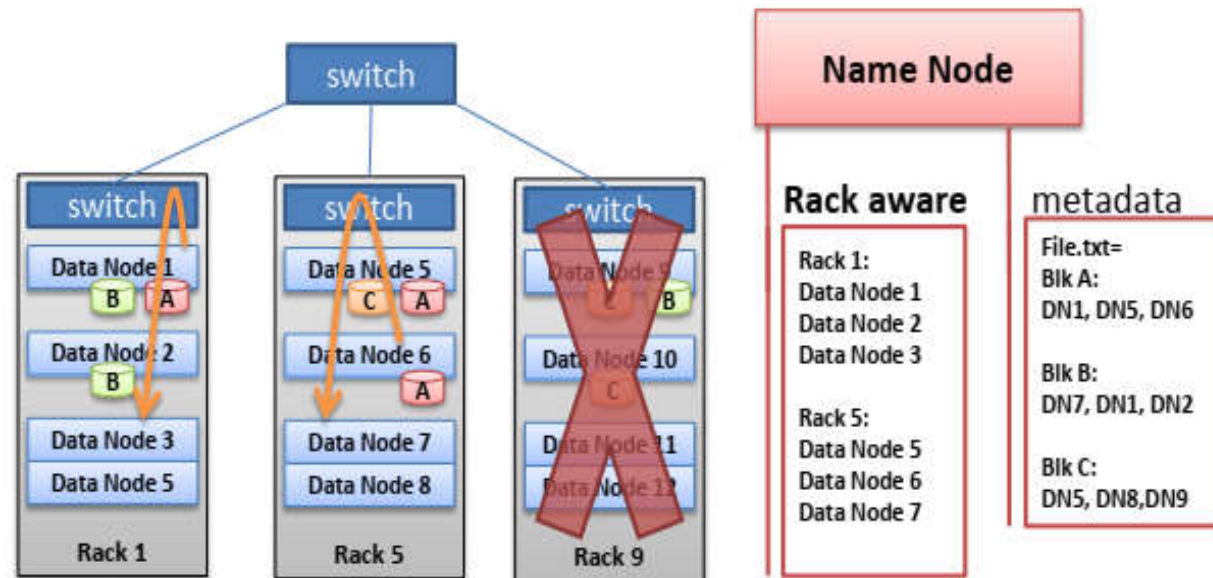 switch
Name Node
switch
Data Node 1
B A
Data Node 2
B
Data Node 3
Data Node 5
Rack 1
switch
Data Node 5
C A
Data Node 6
A
Data Node 7
Data Node 8
Rack 5
switch
Data Node 9
C B
Data Node 10
C
Data Node 11
Data Node 12
Rack 9
Rack aware
Rack 1:
Data Node 1
Data Node 2
Data Node 3
Rack 5:
Data Node 5
Data Node 6
Data Node 7
metadata
File.txt=
Blk A:
DN1, DN5, DN6
Blk B:
DN7, DN1, DN2
Blk C:
DN5, DN8,DN9